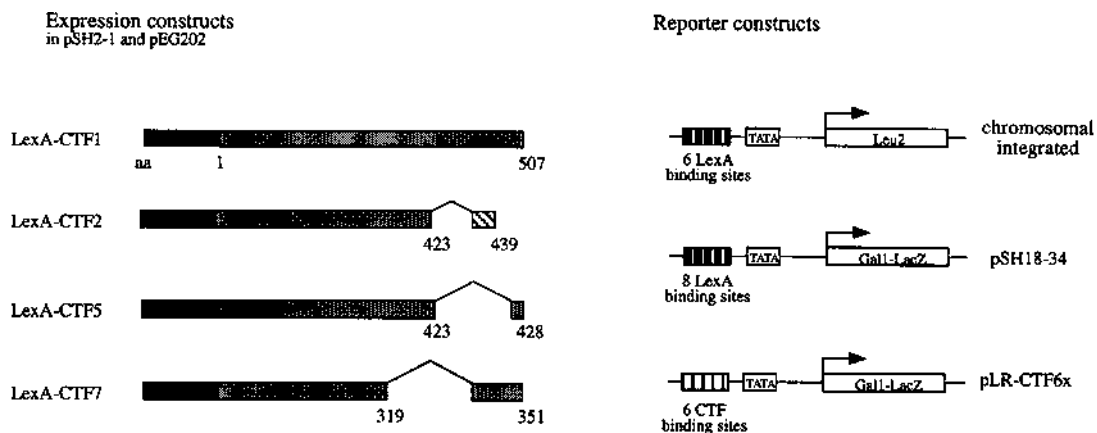 Expression constructs
in pSH2-1 and pEG202
LexA-CTF1
aa
1
507
LexA-CTF2
423
439
LexA-CTF5
423
428
LexA-CTF7
319
351
Reporter constructs
TATA
Leu2
6 LexA
binding sites
chromosomal
integrated
TATA
Gal1-LacZ
8 LexA
binding sites
pSH18-34
TATA
Gal1-LacZ
6 CTF
binding sites
pLR-CTF6x